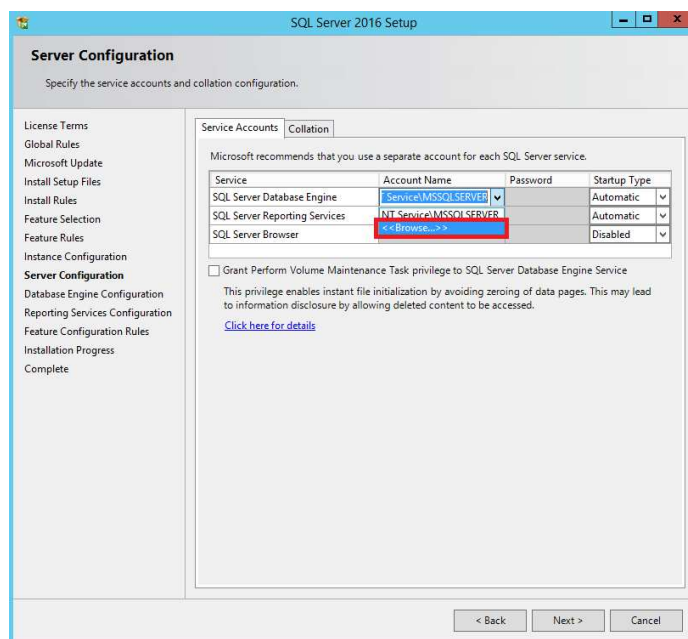 SQL Server 2016 Setup
Server Configuration
Specify the service accounts and collation configuration.
License Terms
Global Rules
Microsoft Update
Install Setup Files
Install Rules
Feature Selection
Feature Rules
Instance Configuration
Server Configuration
Database Engine Configuration
Reporting Services Configuration
Feature Configuration Rules
Installation Progress
Complete
Service Accounts Collation
Microsoft recommends that you use a separate account for each SQL Server service.
Service Account Name Password Startup Type
SQL Server Database Engine Service\MSSQLSERVER Automatic
SQL Server Reporting Services NT Service\MSSQLSERVER Automatic
SQL Server Browser <<Browse...>> Disabled
Grant Perform Volume Maintenance Task privilege to SQL Server Database Engine Service
This privilege enables instant file initialization by avoiding zeroing of data pages. This may lead
to information disclosure by allowing deleted content to be accessed.
Click here for details
< Back Next > Cancel